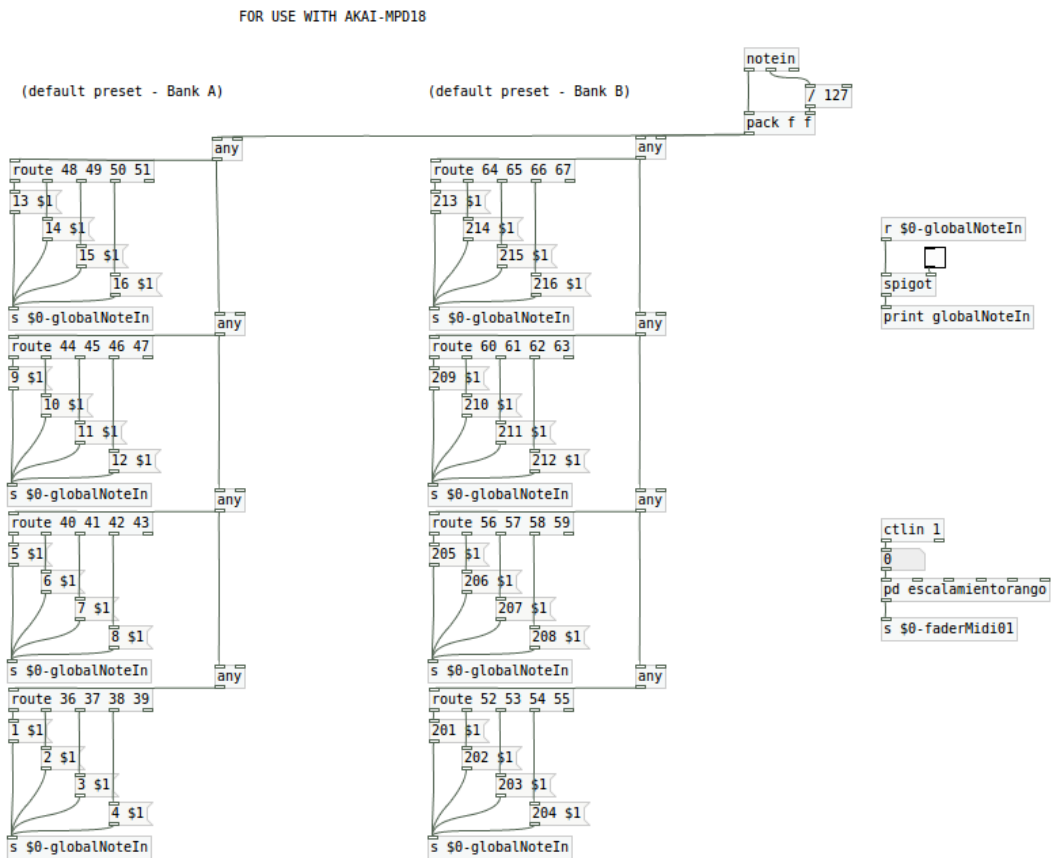 FOR USE WITH AKAI-MPD18
notein
(default preset - Bank A)
(default preset - Bank B)
/ 127
pack f f
any
any
route 48 49 50 51
route 64 65 66 67
13 $1
213 $1
14 $1
214 $1
r $0-globalNoteIn
15 $1
215 $1
16 $1
216 $1
spigot
s $0-globalNoteIn
s $0-globalNoteIn
print globalNoteIn
any
any
route 44 45 46 47
route 60 61 62 63
9 $1
209 $1
10 $1
210 $1
11 $1
211 $1
12 $1
212 $1
s $0-globalNoteIn
s $0-globalNoteIn
any
any
route 40 41 42 43
route 56 57 58 59
ctlin 1
5 $1
205 $1
0
6 $1
206 $1
pd escalamientorango
7 $1
207 $1
8 $1
208 $1
s $0-faderMidi01
s $0-globalNoteIn
s $0-globalNoteIn
any
any
route 36 37 38 39
route 52 53 54 55
1 $1
201 $1
2 $1
202 $1
3 $1
203 $1
4 $1
204 $1
s $0-globalNoteIn
s $0-globalNoteIn